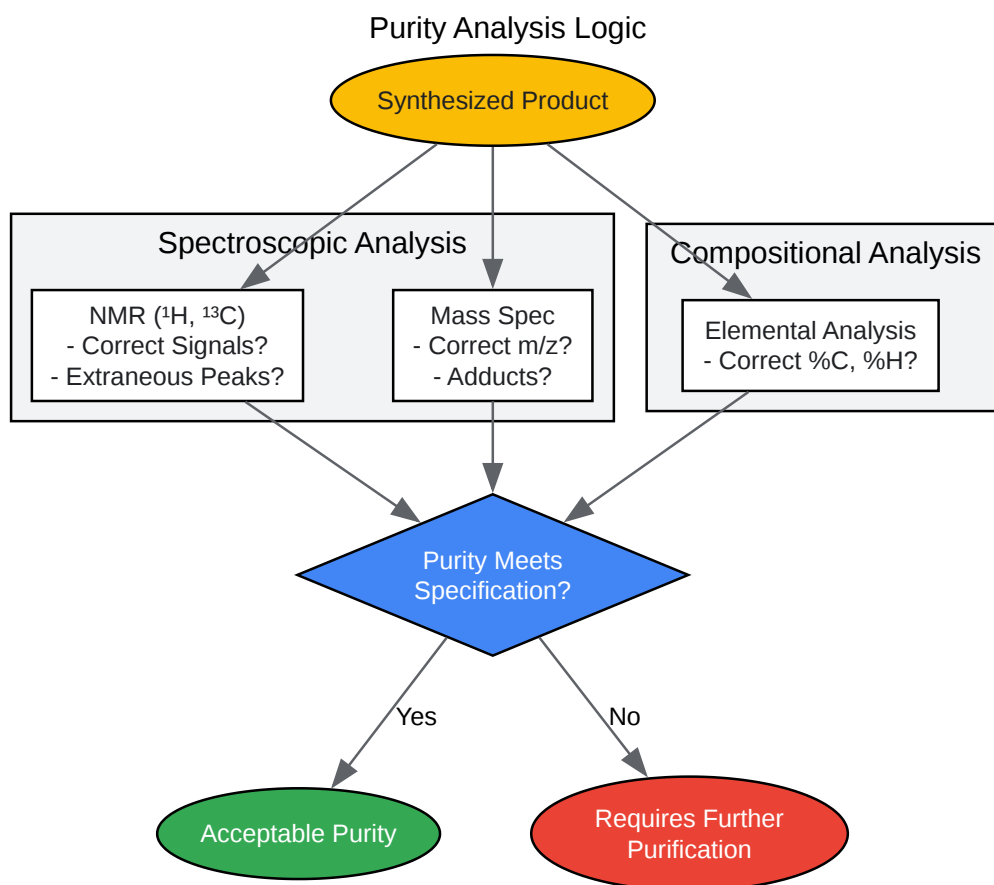 Purity Analysis Logic
Synthesized Product
Spectroscopic Analysis
Compositional Analysis
NMR (¹H, ¹³C)
- Correct Signals?
- Extraneous Peaks?
Mass Spec
- Correct m/z?
- Adducts?
Elemental Analysis
- Correct %C, %H?
Purity Meets
Specification?
Yes
No
Acceptable Purity
Requires Further
Purification